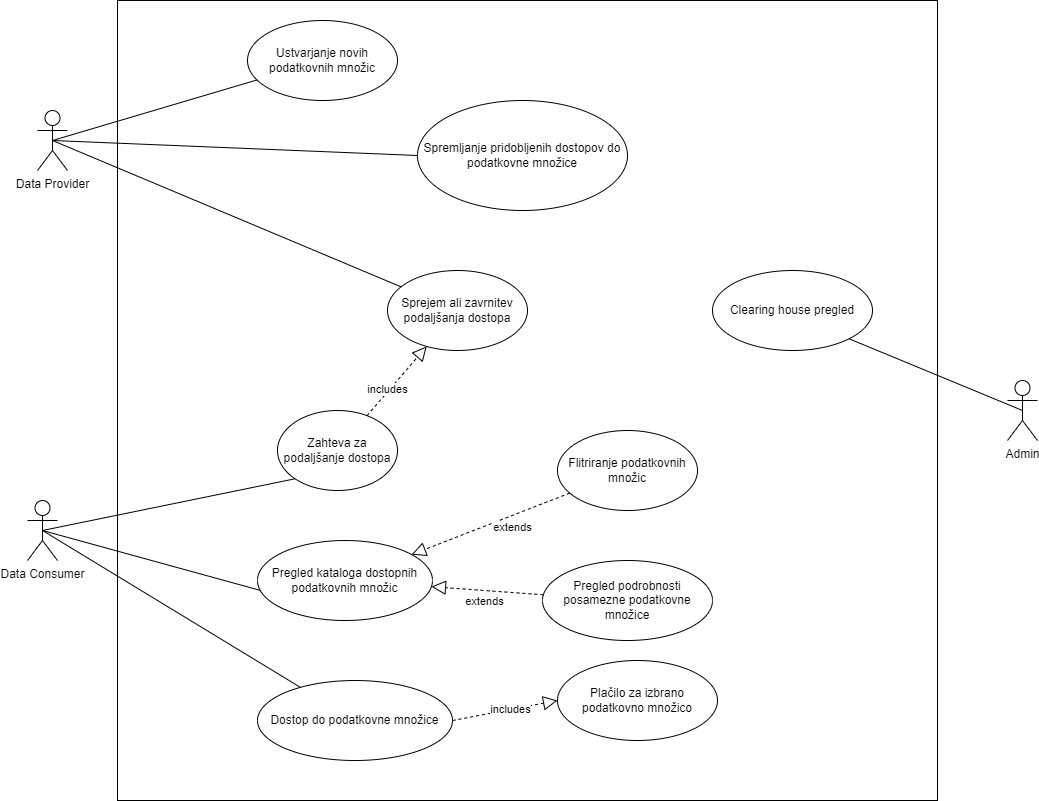 Ustvarjanje novih
podatkovnih množic
Spremljanje pridobljenih dostopov do
podatkovne množice
Data Provider
Sprejem ali zavrnitev
podaljšanja dostopa
Clearing house pregled
includes
Zahteva za
podaljšanje dostopa
Admin
Flitriranje podatkovnih
množic
extends
Data Consumer
Pregled kataloga dostopnih
podatkovnih množic
extends
Pregled podrobnosti
posamezne podatkovne
množice
Dostop do podatkovne množice
includes
Plačilo za izbrano
podatkovno množico